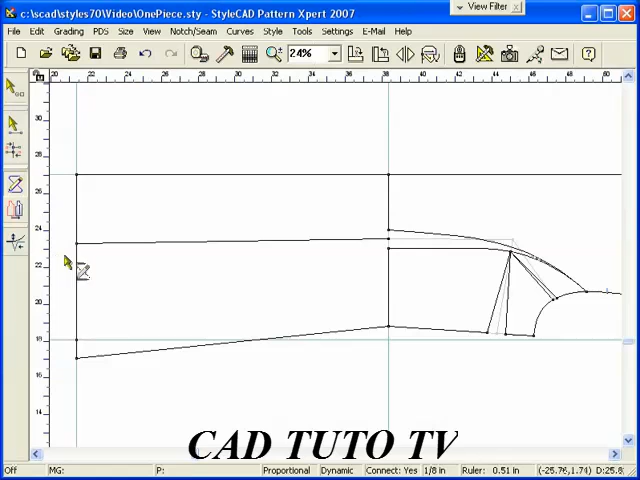 c:\scad\styles70\Video\OnePiece.sty - StyleCAD Pattern Xpert 2007
View Filter
File Edit Grading PDS View Notch/Seam Curves Style Tools Settings E-Mail Help
24%
20 22 24 26 28 30 32 34 36 38 40 42 44 46 60
30
28
26
24
22
20
18
16
14
CAD TUTO TV
Off MG: P: Proportional Dynamic Connect: Yes 1/8 in Ruler: 0.51 in (-25.76,1.74) D:25.8